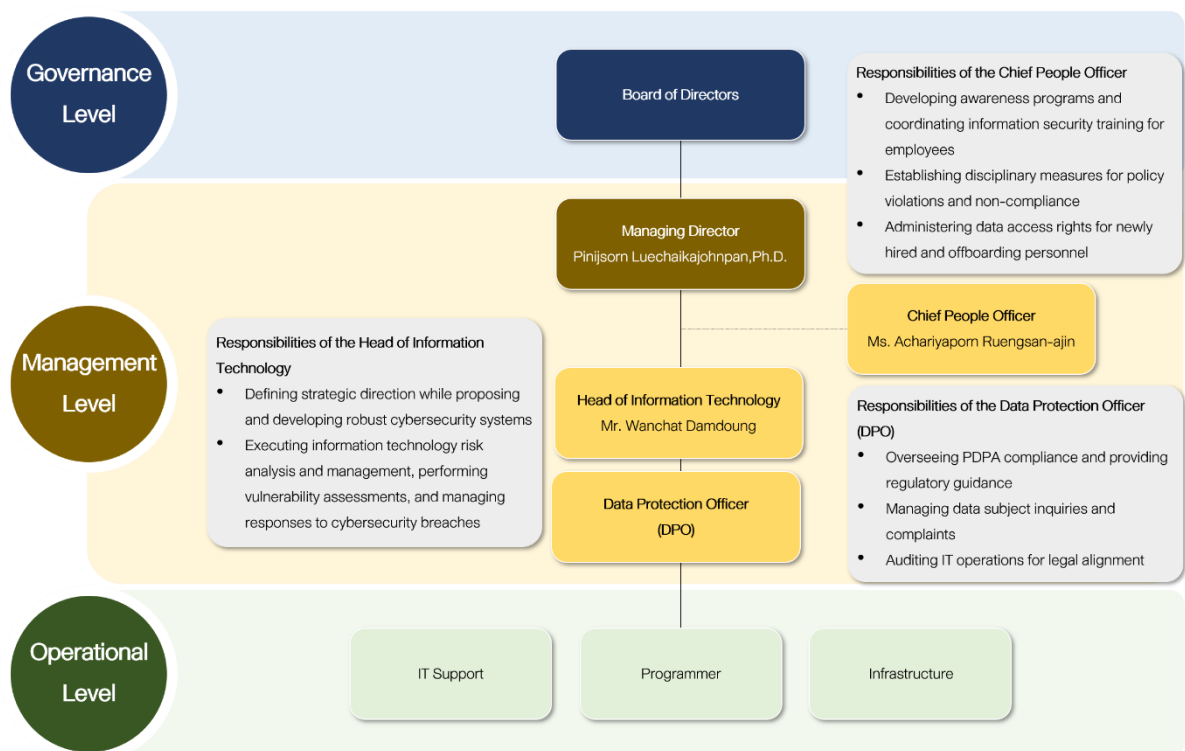 Governance
Level
Board of Directors
Responsibilities of the Chief People Officer
• Developing awareness programs and
coordinating information security training for
employees
• Establishing disciplinary measures for policy
violations and non-compliance
• Administering data access rights for newly
hired and offboarding personnel
Management
Level
Managing Director
Pinijsorn Luechaikajohnpan,Ph.D.
Chief People Officer
Ms. Achariyaporn Ruengsan-ajin
Responsibilities of the Head of Information
Technology
• Defining strategic direction while proposing
and developing robust cybersecurity systems
• Executing information technology risk
analysis and management, performing
vulnerability assessments, and managing
responses to cybersecurity breaches
Head of Information Technology
Mr. Wanchat Damdoung
Data Protection Officer
(DPO)
Responsibilities of the Data Protection Officer
(DPO)
• Overseeing PDPA compliance and providing
regulatory guidance
• Managing data subject inquiries and
complaints
• Auditing IT operations for legal alignment
Operational
Level
IT Support
Programmer
Infrastructure